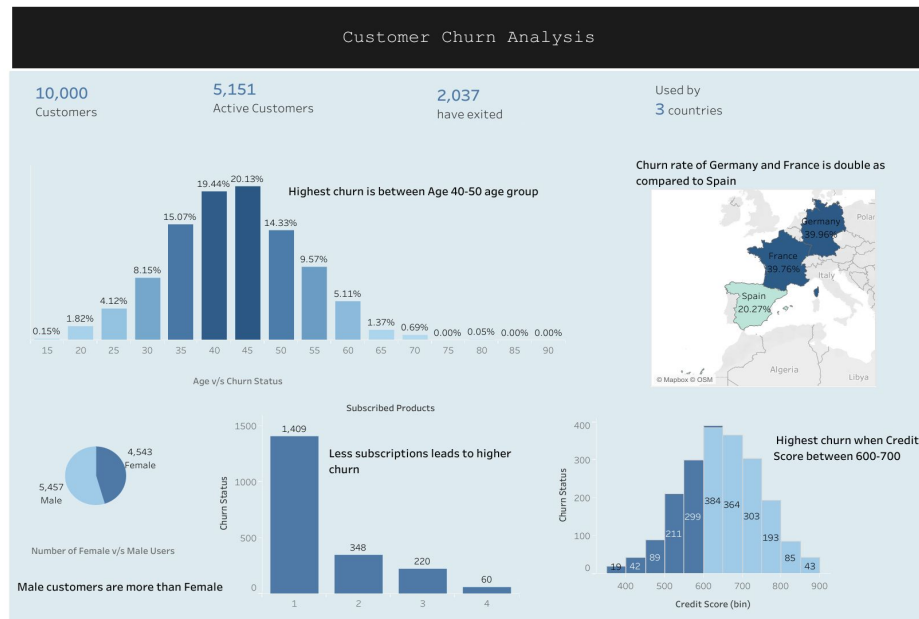 Customer Churn Analysis
10,000
Customers
5,151
Active Customers
2,037
have exited
Used by
3 countries
Highest churn is between Age 40-50 age group
0.15% 1.82% 4.12% 8.15% 15.07% 19.44% 20.13% 14.33% 9.57% 5.11% 1.37% 0.69% 0.00% 0.05% 0.00% 0.00%
15 20 25 30 35 40 45 50 55 60 65 70 75 80 85 90
Age v/s Churn Status
Churn rate of Germany and France is double as
compared to Spain
Germany
39.96%
Pola
France
39.76%
Italy
Spain
20.27%
Algeria
Libya
© Mapbox © OSM
4,543
Female
5,457
Male
Number of Female v/s Male Users
Male customers are more than Female
Subscribed Products
Churn Status
1500
1000
500
0
1,409
348
220
60
Less subscriptions leads to higher
churn
1 2 3 4
Churn Status
400
300
200
100
0
19 42 89 211 299 384 364 303 193 85 43
Highest churn when Credit
Score between 600-700
400 500 600 700 800 900
Credit Score (bin)